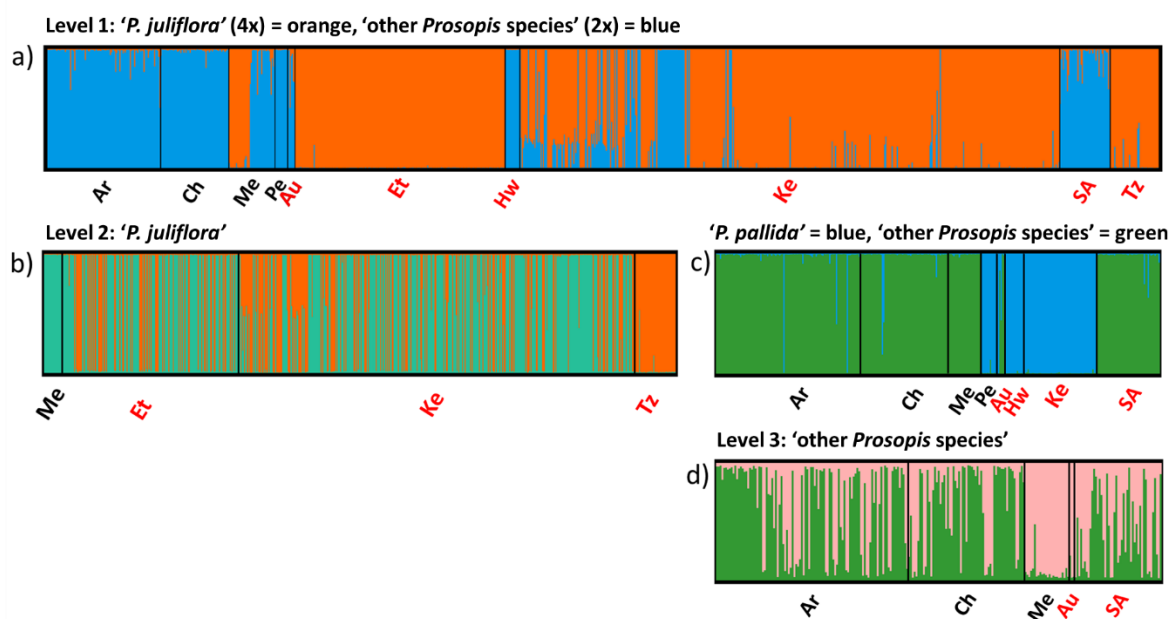 Level 1: ‘P. juliflora’ (4x) = orange, ‘other Prosopis species’ (2x) = blue
a)
Ar Ch Me Pe Au Et Hw Ke SA Tz
Level 2: ‘P. juliflora’
b)
Me Et Ke Tz
‘P. pallida’ = blue, ‘other Prosopis species’ = green
c)
Ar Ch Me Pe Au Hw Ke SA
Level 3: ‘other Prosopis species’
d)
Ar Ch Me Au SA